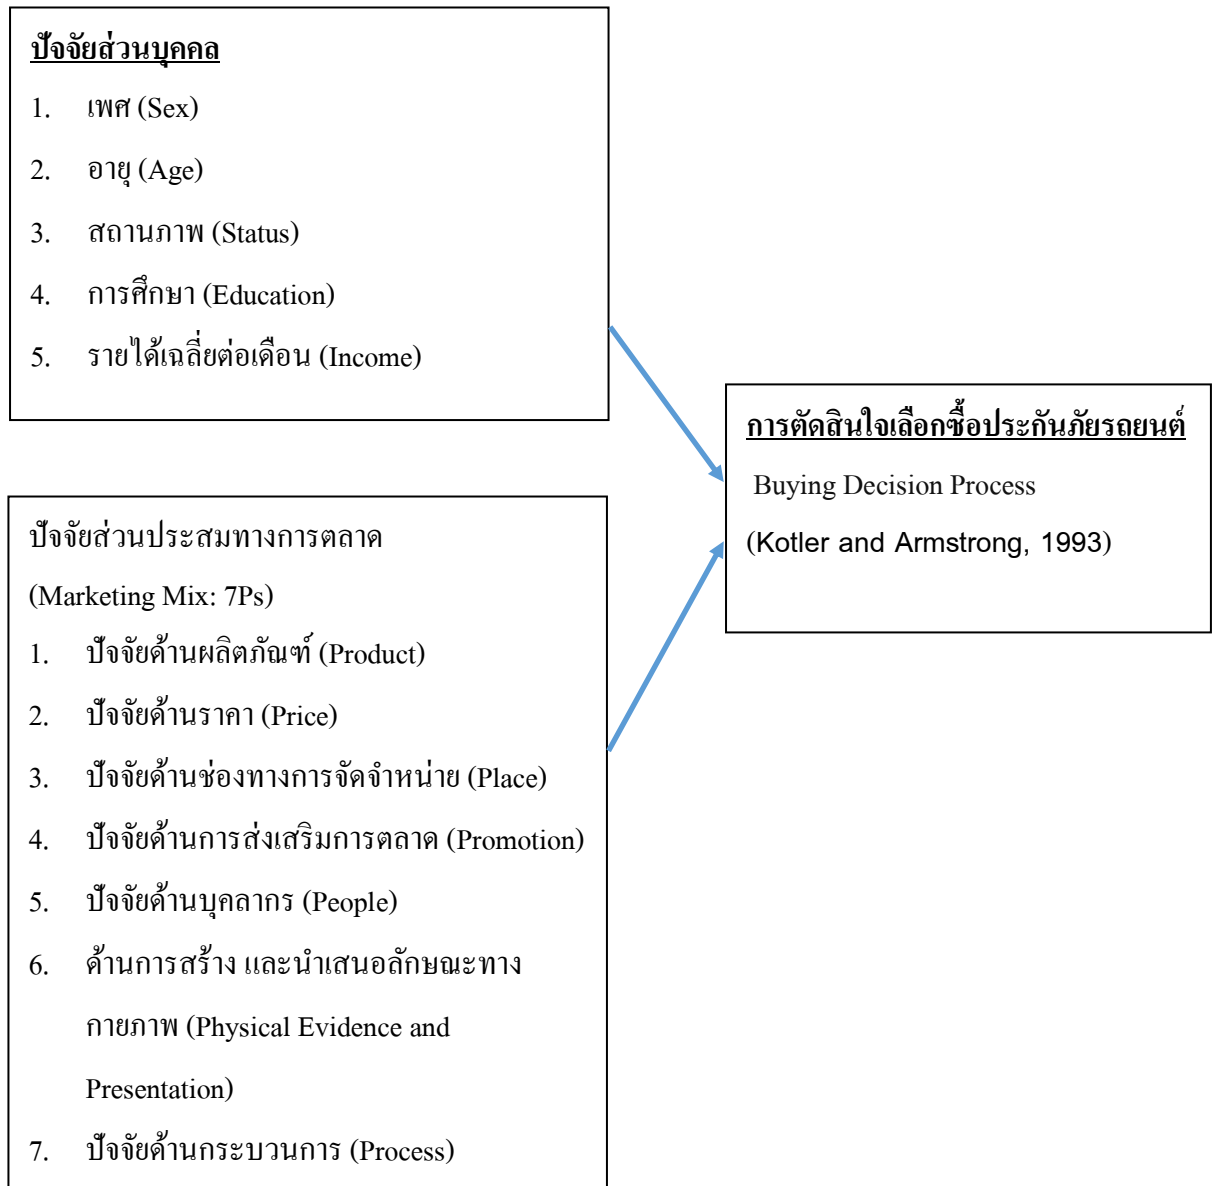 ปัจจัยส่วนบุคคล
1. เพศ (Sex)
2. อายุ (Age)
3. สถานภาพ (Status)
4. การศึกษา (Education)
5. รายได้เฉลี่ยต่อเดือน (Income)
การตัดสินใจเลือกซื้อประกันภัยรถยนต์
Buying Decision Process
(Kotler and Armstrong, 1993)
ปัจจัยส่วนประสมทางการตลาด
(Marketing Mix: 7Ps)
1. ปัจจัยด้านผลิตภัณฑ์ (Product)
2. ปัจจัยด้านราคา (Price)
3. ปัจจัยด้านช่องทางการจัดจำหน่าย (Place)
4. ปัจจัยด้านการส่งเสริมการตลาด (Promotion)
5. ปัจจัยด้านบุคลากร (People)
6. ด้านการสร้าง และนำเสนอลักษณะทาง
กายภาพ (Physical Evidence and
Presentation)
7. ปัจจัยด้านกระบวนการ (Process)